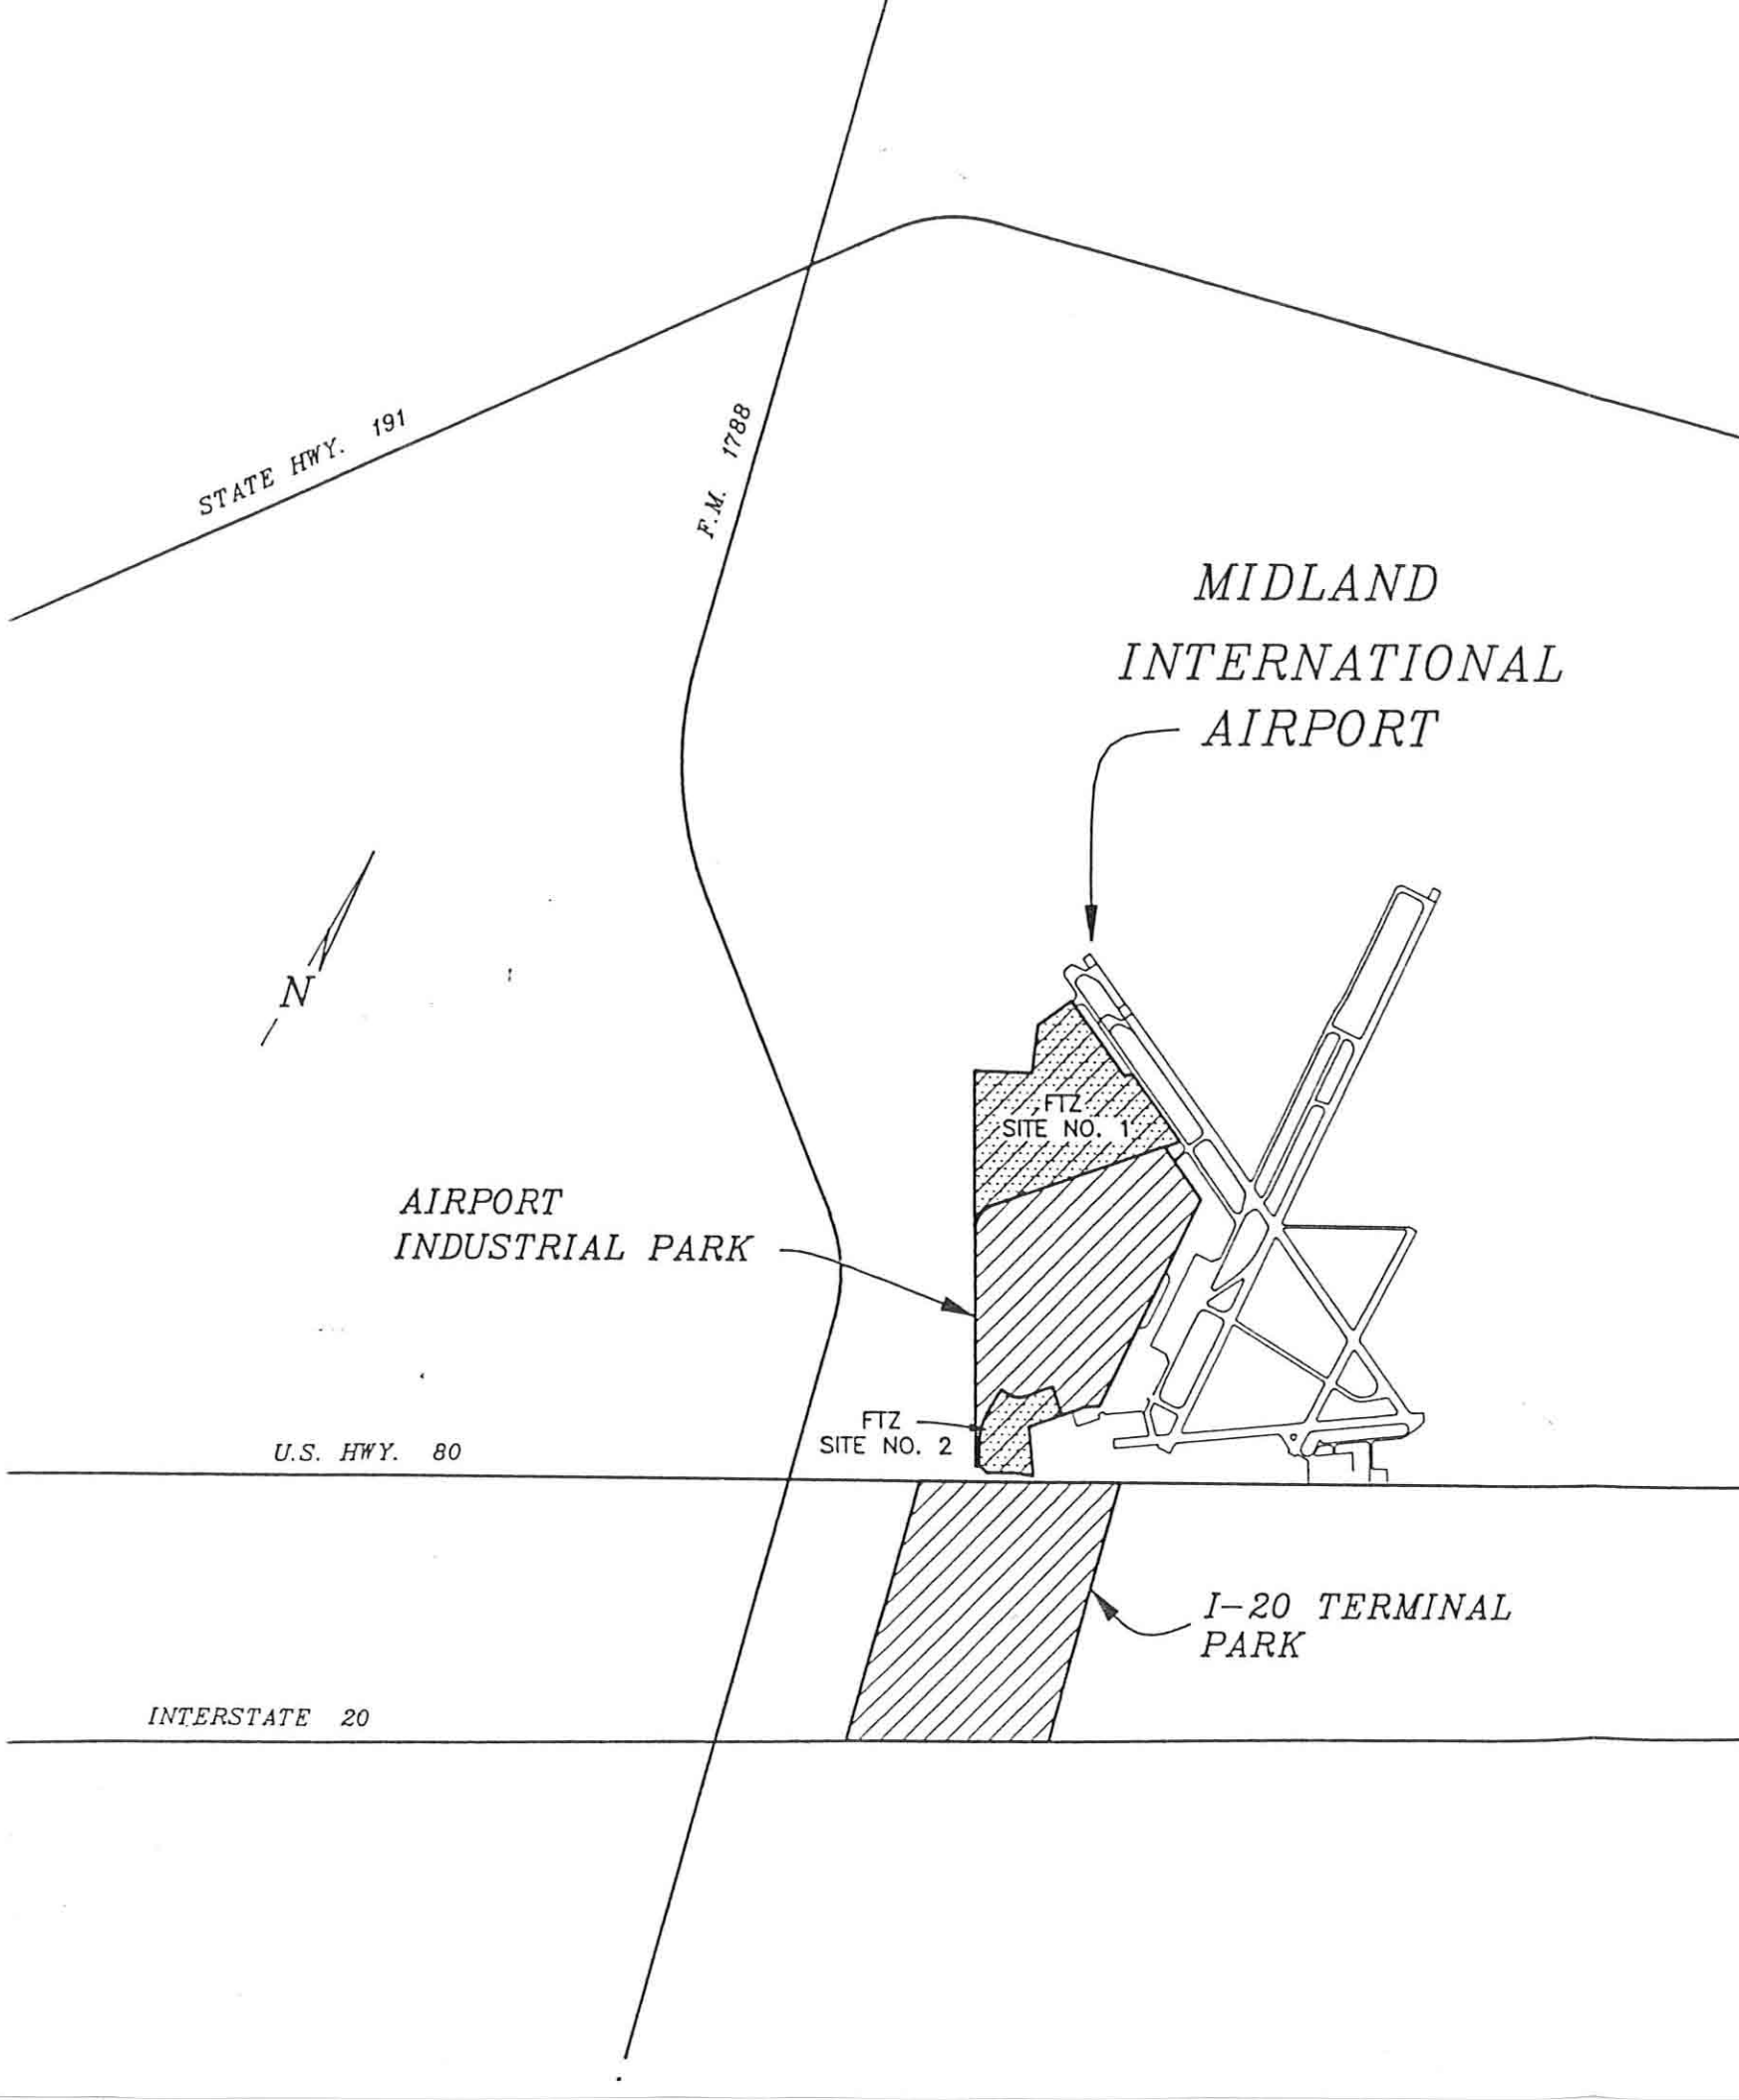 STATE HWY. 191
F.M. 1788
MIDLAND
INTERNATIONAL
AIRPORT
N
FTZ
SITE NO. 1
AIRPORT
INDUSTRIAL PARK
FTZ
SITE NO. 2
U.S. HWY. 80
I-20 TERMINAL
PARK
INTERSTATE 20